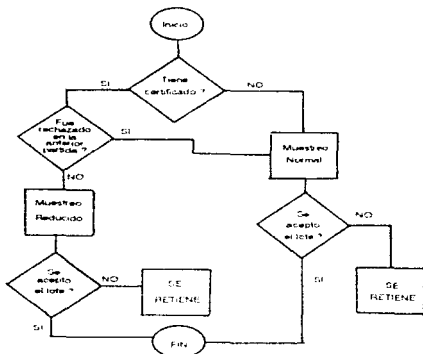 Inicio
SI
Tiene
certificado ?
NO
Fue
rechazado
en la
anterior
partida ?
SI
Muestreo
Normal
NO
Muestreo
Reducido
Se
acepto
el lote ?
NO
Se
acepto
el lote ?
NO
SE
RETIENE
SI
SE
RETIENE
SI
FIN